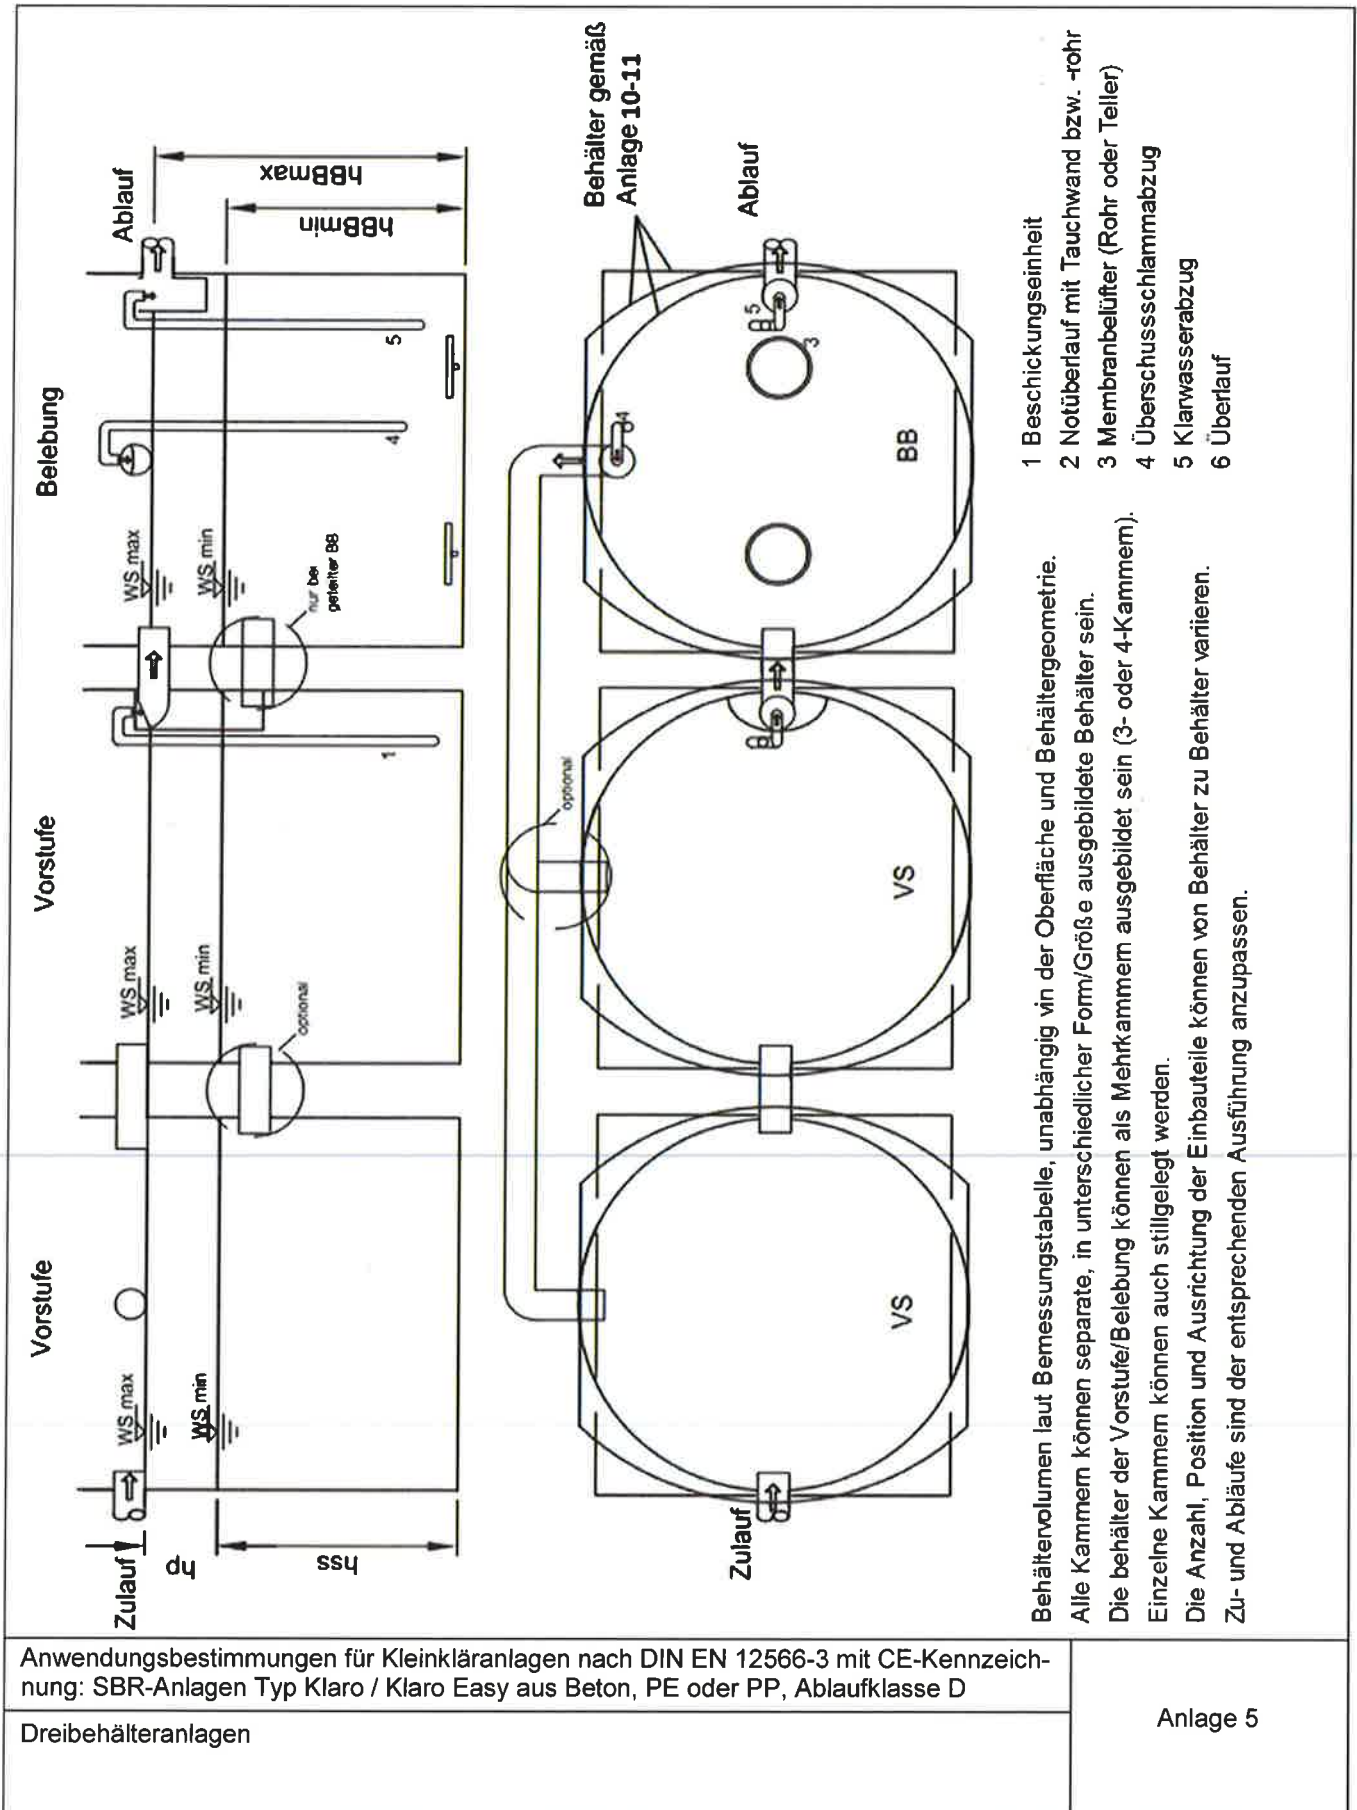 Zulauf
hp
hss
Vorstufe
WS max
WS min
optional
Vorstufe
WS max
WS min
1
nur bei
geteilter BB
Belebung
WS max
WS min
4
5
Ablauf
hBBmin
hBBmax
Zulauf
VS
VS
optional
BB
3
4
5
Ablauf
Behälter gemäß
Anlage 10-11
Behältervolumen laut Bemessungstabelle, unabhängig vin der Oberfläche und Behältergeometrie.
Alle Kammern können separate, in unterschiedlicher Form/Größe ausgebildete Behälter sein.
Die behälter der Vorstufe/Belebung können als Mehrkammern ausgebildet sein (3- oder 4-Kammern).
Einzelne Kammern können auch stillgelegt werden.
Die Anzahl, Position und Ausrichtung der Einbauteile können von Behälter zu Behälter variieren.
Zu- und Abläufe sind der entsprechenden Ausführung anzupassen.
1 Beschickungseinheit
2 Notüberlauf mit Tauchwand bzw. -rohr
3 Membranbelüfter (Rohr oder Teller)
4 Überschussschlammabzug
5 Klarwasserabzug
6 Überlauf
Anwendungsbestimmungen für Kleinkläranlagen nach DIN EN 12566-3 mit CE-Kennzeich-
nung: SBR-Anlagen Typ Klaro / Klaro Easy aus Beton, PE oder PP, Ablaufklasse D
Dreibehälteranlagen
Anlage 5